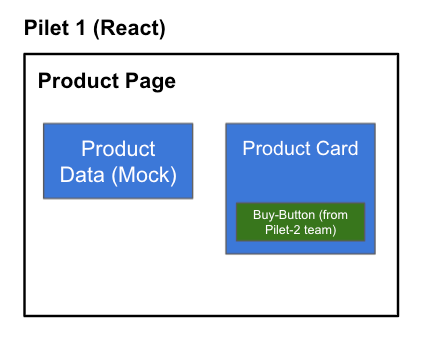 Pilet 1 (React)
Product Page
Product
Data (Mock)
Product Card
Buy-Button (from
Pilet-2 team)